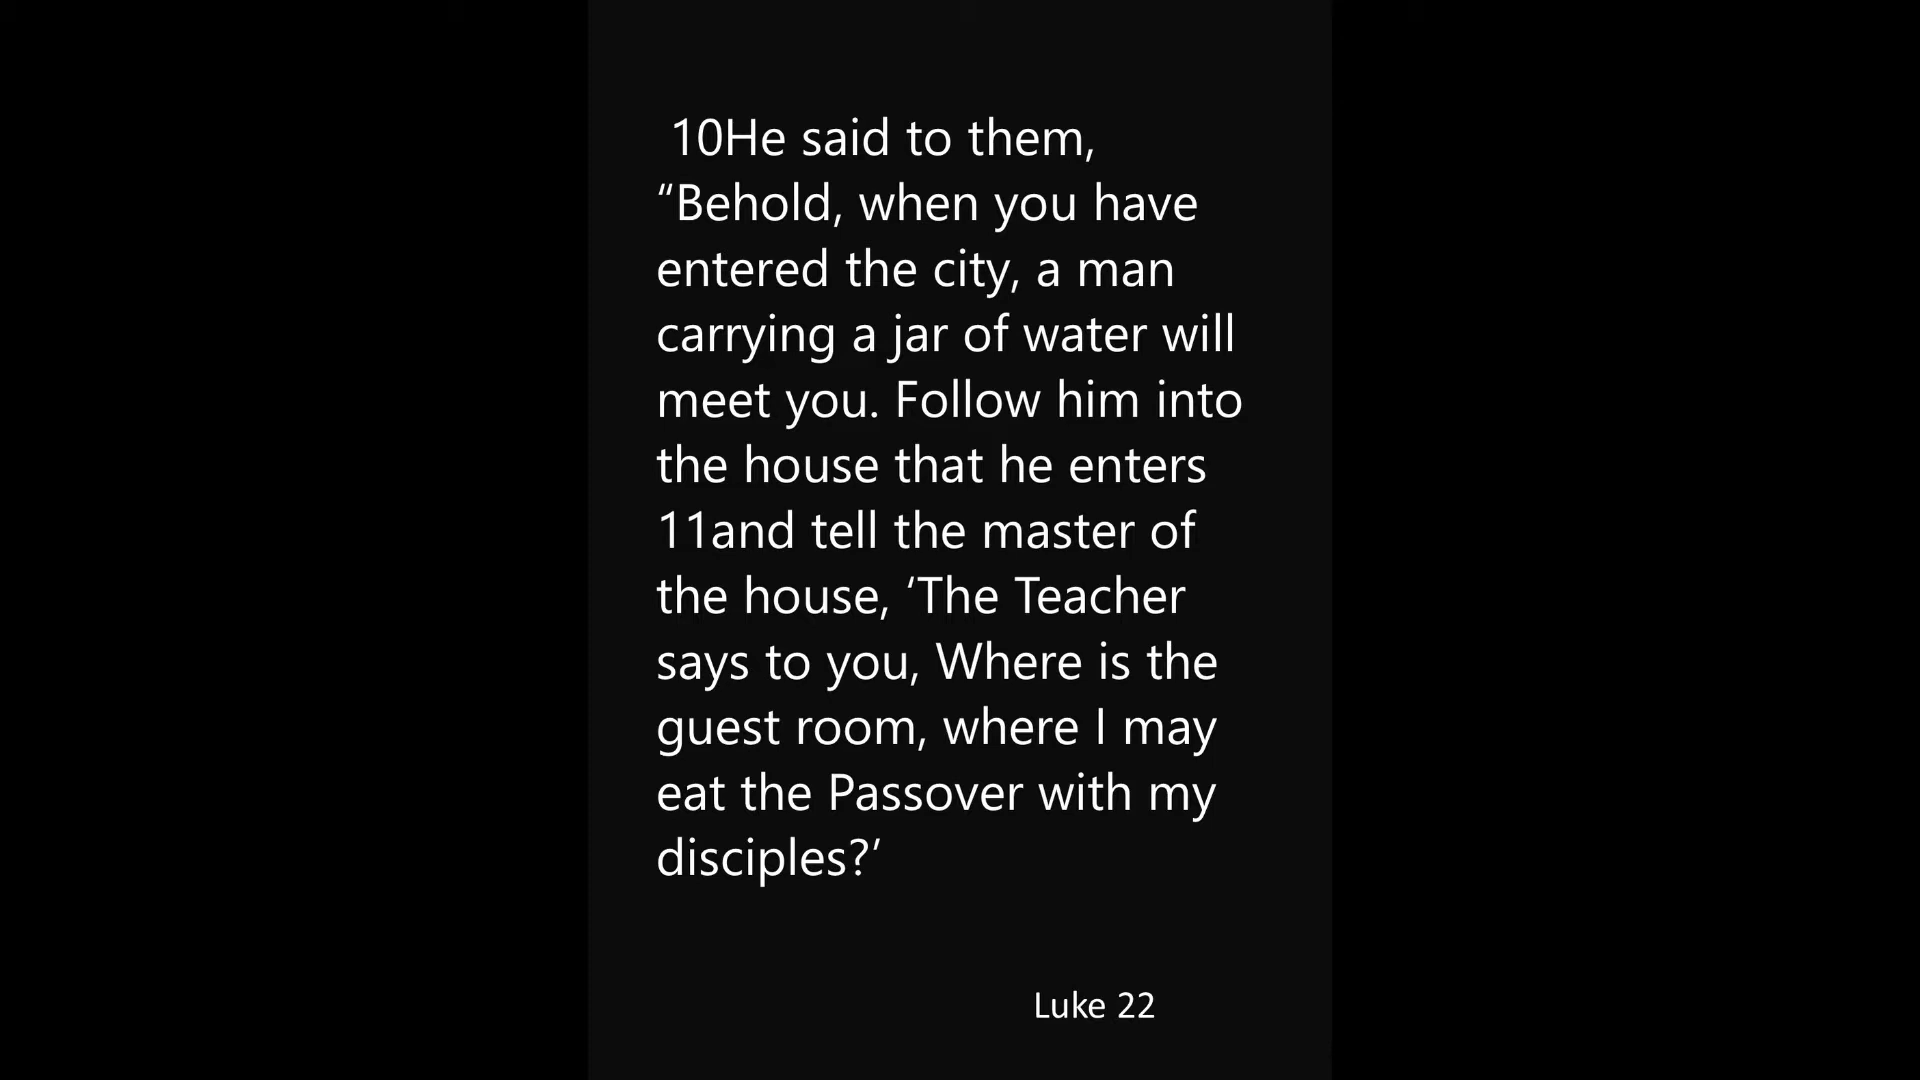 10He said to them,
“Behold, when you have
entered the city, a man
carrying a jar of water will
meet you. Follow him into
the house that he enters
11and tell the master of
the house, ‘The Teacher
says to you, Where is the
guest room, where I may
eat the Passover with my
disciples?’
Luke 22